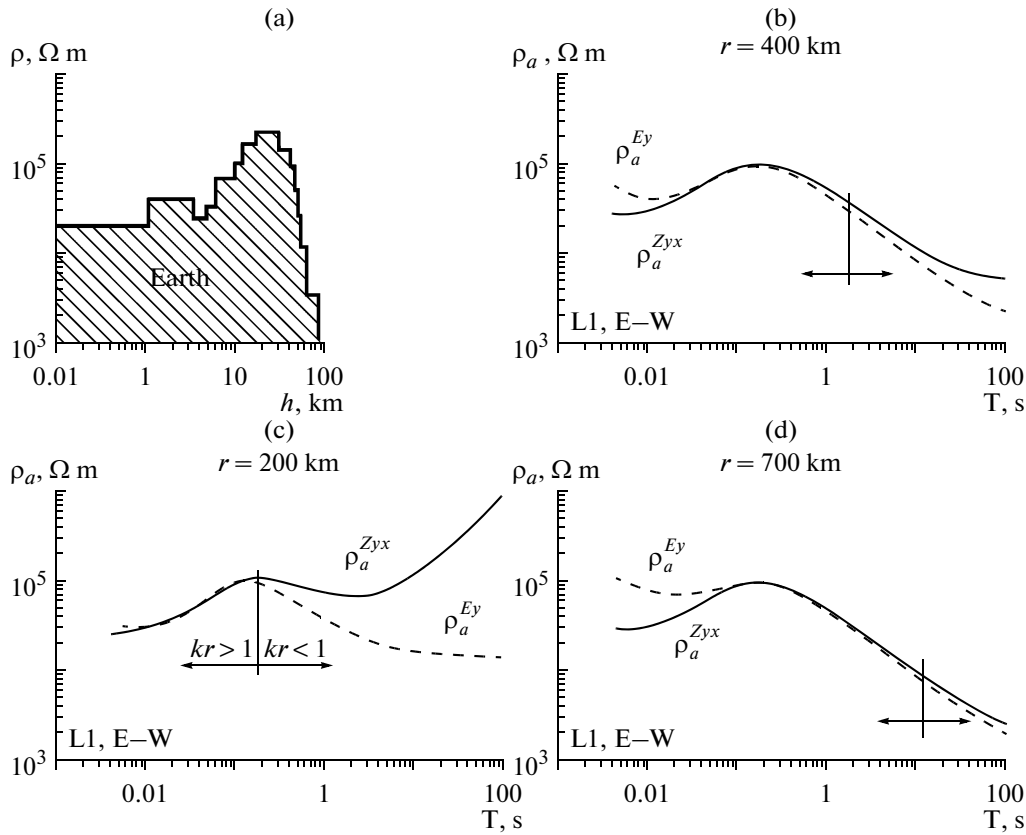 (a)
ρ, Ω m
10^5
10^3
Earth
0.01 1 10 100
h, km
(b)
r = 400 km
ρ_a, Ω m
10^5
10^3
ρ_a^{Ey}
ρ_a^{Zyx}
L1, E–W
0.01 1 100
T, s
(c)
r = 200 km
ρ_a, Ω m
10^5
10^3
ρ_a^{Zyx}
ρ_a^{Ey}
kr > 1 kr < 1
L1, E–W
0.01 1 100
T, s
(d)
r = 700 km
ρ_a, Ω m
10^5
10^3
ρ_a^{Ey}
ρ_a^{Zyx}
L1, E–W
0.01 1 100
T, s